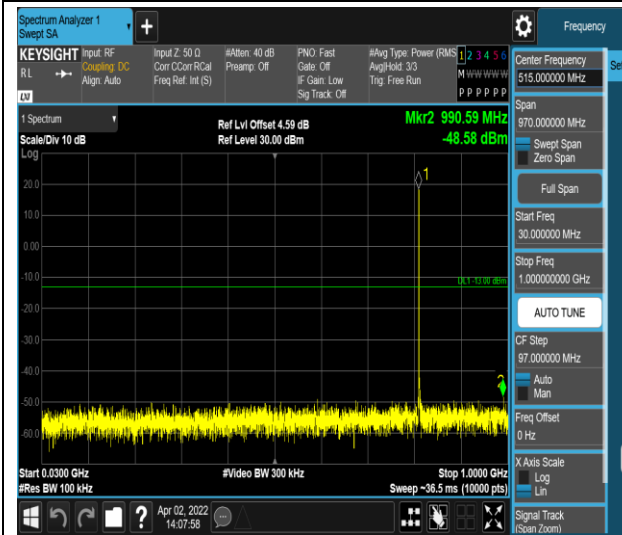 Spectrum Analyzer 1
Swept SA
Frequency
KEYSIGHT
RL
LXI
Input: RF
Coupling: DC
Align: Auto
Input Z: 50 Ω
Corr CCorr RCal
Freq Ref: Int (S)
#Atten: 40 dB
Preamp: Off
PNO: Fast
Gate: Off
IF Gain: Low
Sig Track: Off
#Avg Type: Power (RMS
Avg|Hold: 3/3
Trig: Free Run
1 2 3 4 5 6
M W W W W W
P P P P P P
1 Spectrum
Scale/Div 10 dB
Ref Lvl Offset 4.59 dB
Ref Level 30.00 dBm
Mkr2 990.59 MHz
-48.58 dBm
Log
1
20.0
10.0
0.00
-10.0
DL1 -13.00 dBm
-20.0
-30.0
-40.0
2
-50.0
-60.0
Start 0.0300 GHz
#Res BW 100 kHz
#Video BW 300 kHz
Stop 1.0000 GHz
Sweep ~36.5 ms (10000 pts)
Apr 02, 2022
14:07:58
Center Frequency
515.000000 MHz
Span
970.000000 MHz
Swept Span
Zero Span
Full Span
Start Freq
30.000000 MHz
Stop Freq
1.000000000 GHz
AUTO TUNE
CF Step
97.000000 MHz
Auto
Man
Freq Offset
0 Hz
X Axis Scale
Log
Lin
Signal Track
(Span Zoom)